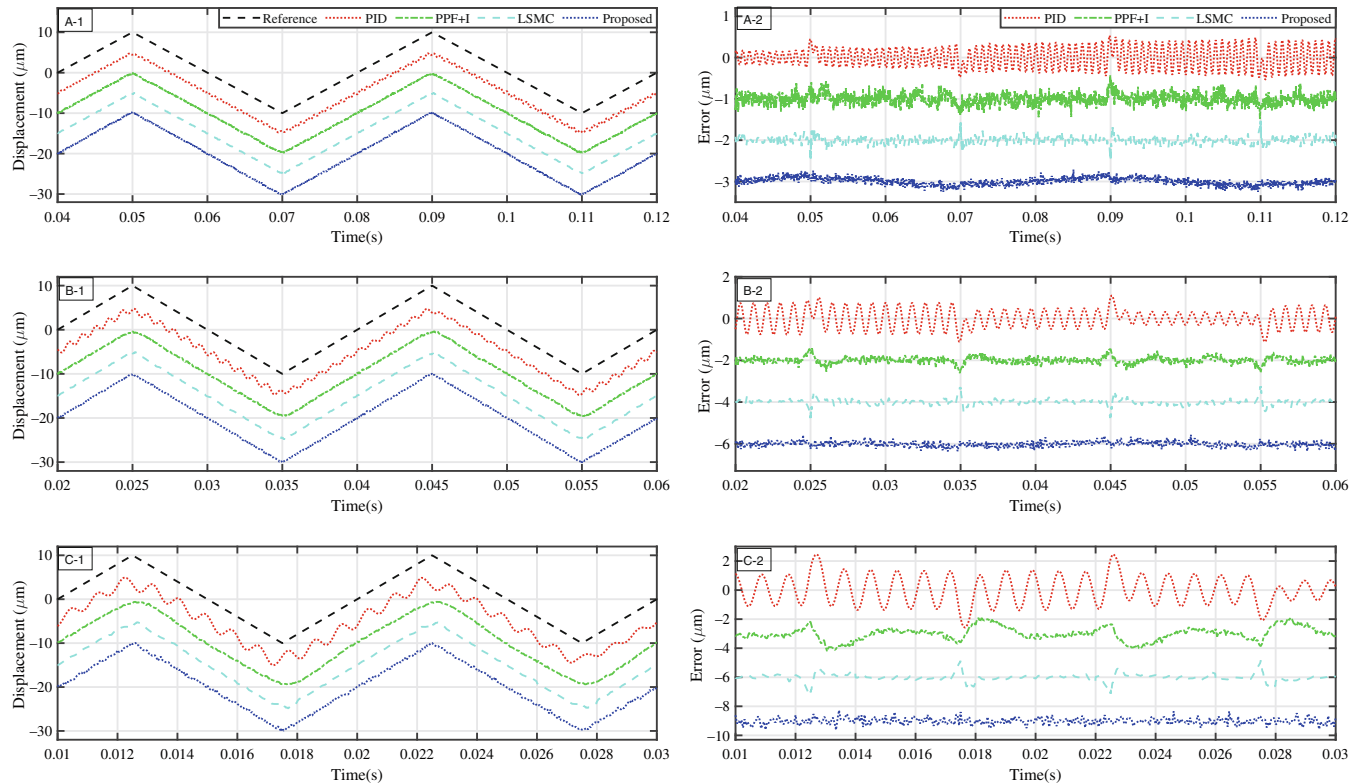 A-1
Reference PID PPF+I LSMC Proposed
Displacement (μm)
10
0
−10
−20
−30
0.04 0.05 0.06 0.07 0.08 0.09 0.1 0.11 0.12
Time(s)
A-2
PID PPF+I LSMC Proposed
Error (μm)
1
0
−1
−2
−3
0.04 0.05 0.06 0.07 0.08 0.09 0.1 0.11 0.12
Time(s)
B-1
Displacement (μm)
10
0
−10
−20
−30
0.02 0.025 0.03 0.035 0.04 0.045 0.05 0.055 0.06
Time(s)
B-2
Error (μm)
2
0
−2
−4
−6
0.02 0.025 0.03 0.035 0.04 0.045 0.05 0.055 0.06
Time(s)
C-1
Displacement (μm)
10
0
−10
−20
−30
0.01 0.012 0.014 0.016 0.018 0.02 0.022 0.024 0.026 0.028 0.03
Time(s)
C-2
Error (μm)
2
0
−2
−4
−6
−8
−10
0.01 0.012 0.014 0.016 0.018 0.02 0.022 0.024 0.026 0.028 0.03
Time(s)